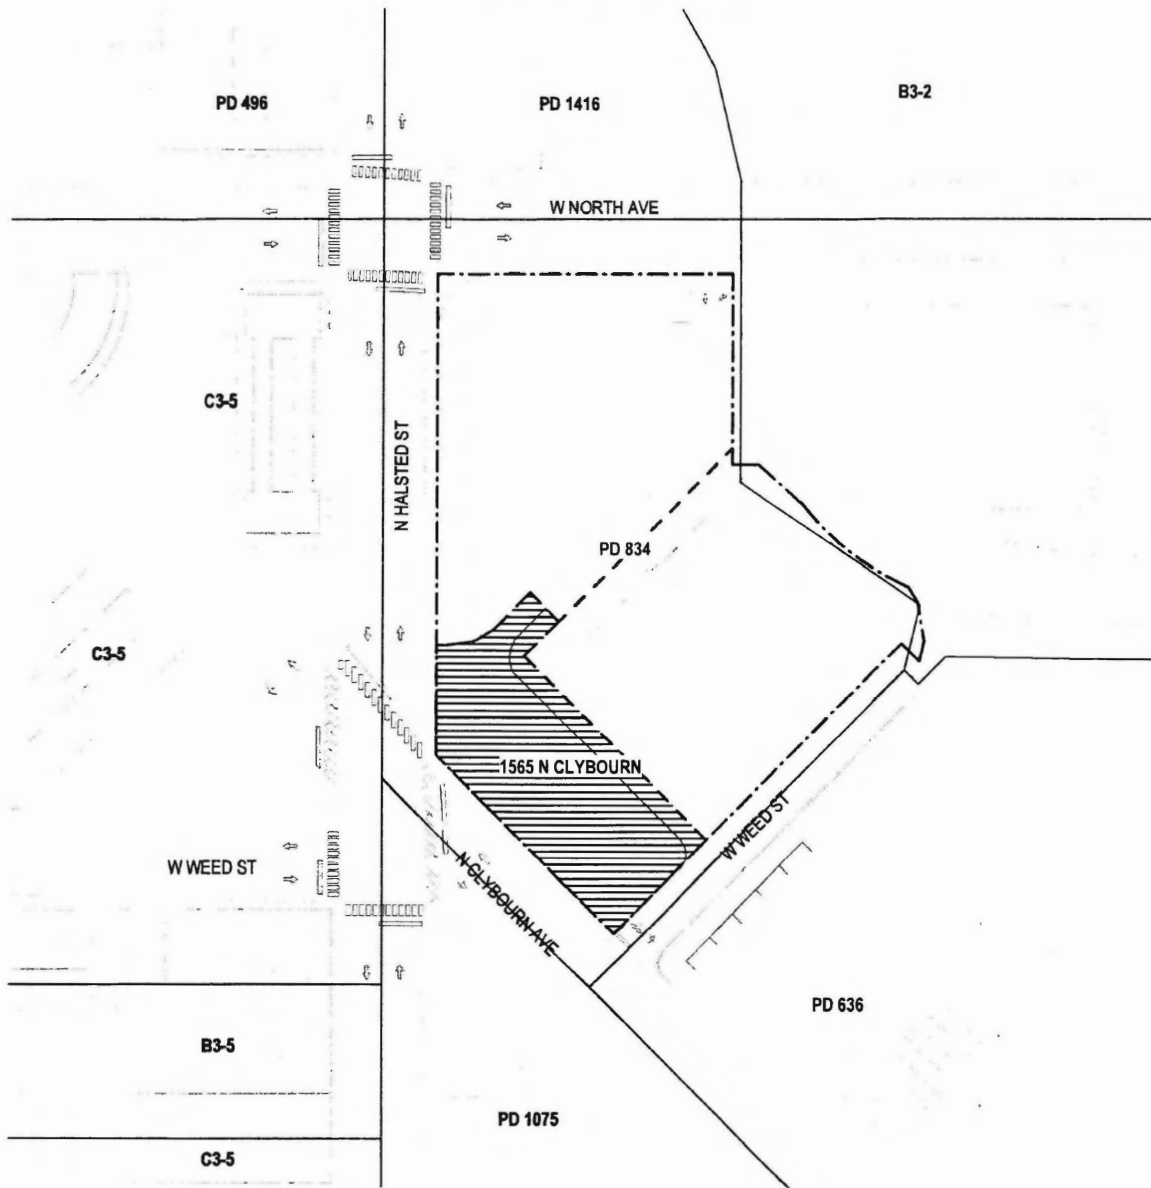 B3-2
PD 496
PD 1416
W NORTH AVE
C3-5
N HALSTED ST
PD 834
C3-5
1565 N CLYBOURN
W WEED ST
W WEED ST
N CLYBOURN AVE
PD 636
B3-5
PD 1075
C3-5